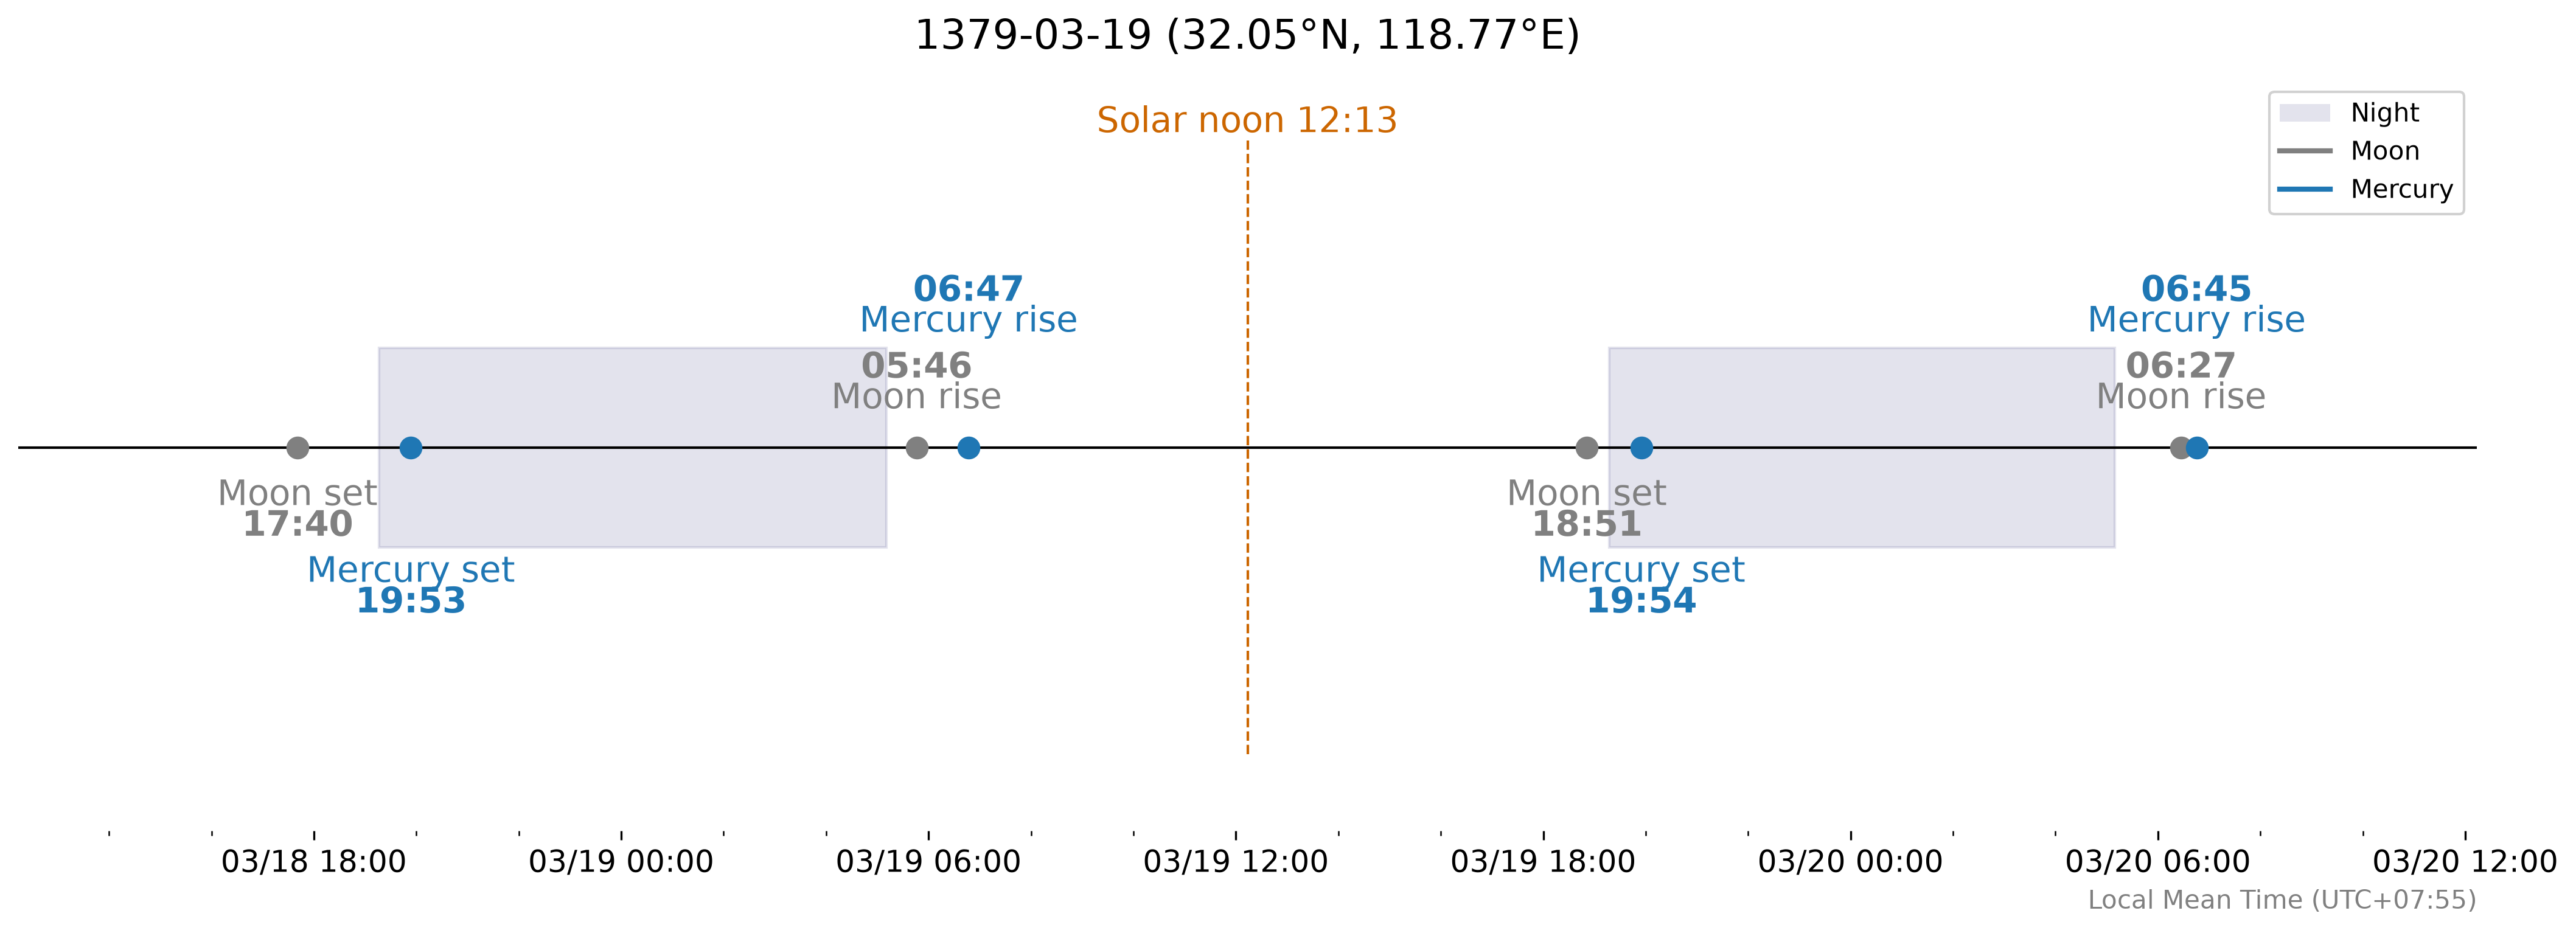 1379-03-19 (32.05°N, 118.77°E)
Solar noon 12:13
Night
Moon
Mercury
06:47
Mercury rise
05:46
Moon rise
06:45
Mercury rise
06:27
Moon rise
Moon set
17:40
Mercury set
19:53
Moon set
18:51
Mercury set
19:54
03/18 18:00
03/19 00:00
03/19 06:00
03/19 12:00
03/19 18:00
03/20 00:00
03/20 06:00
03/20 12:00
Local Mean Time (UTC+07:55)